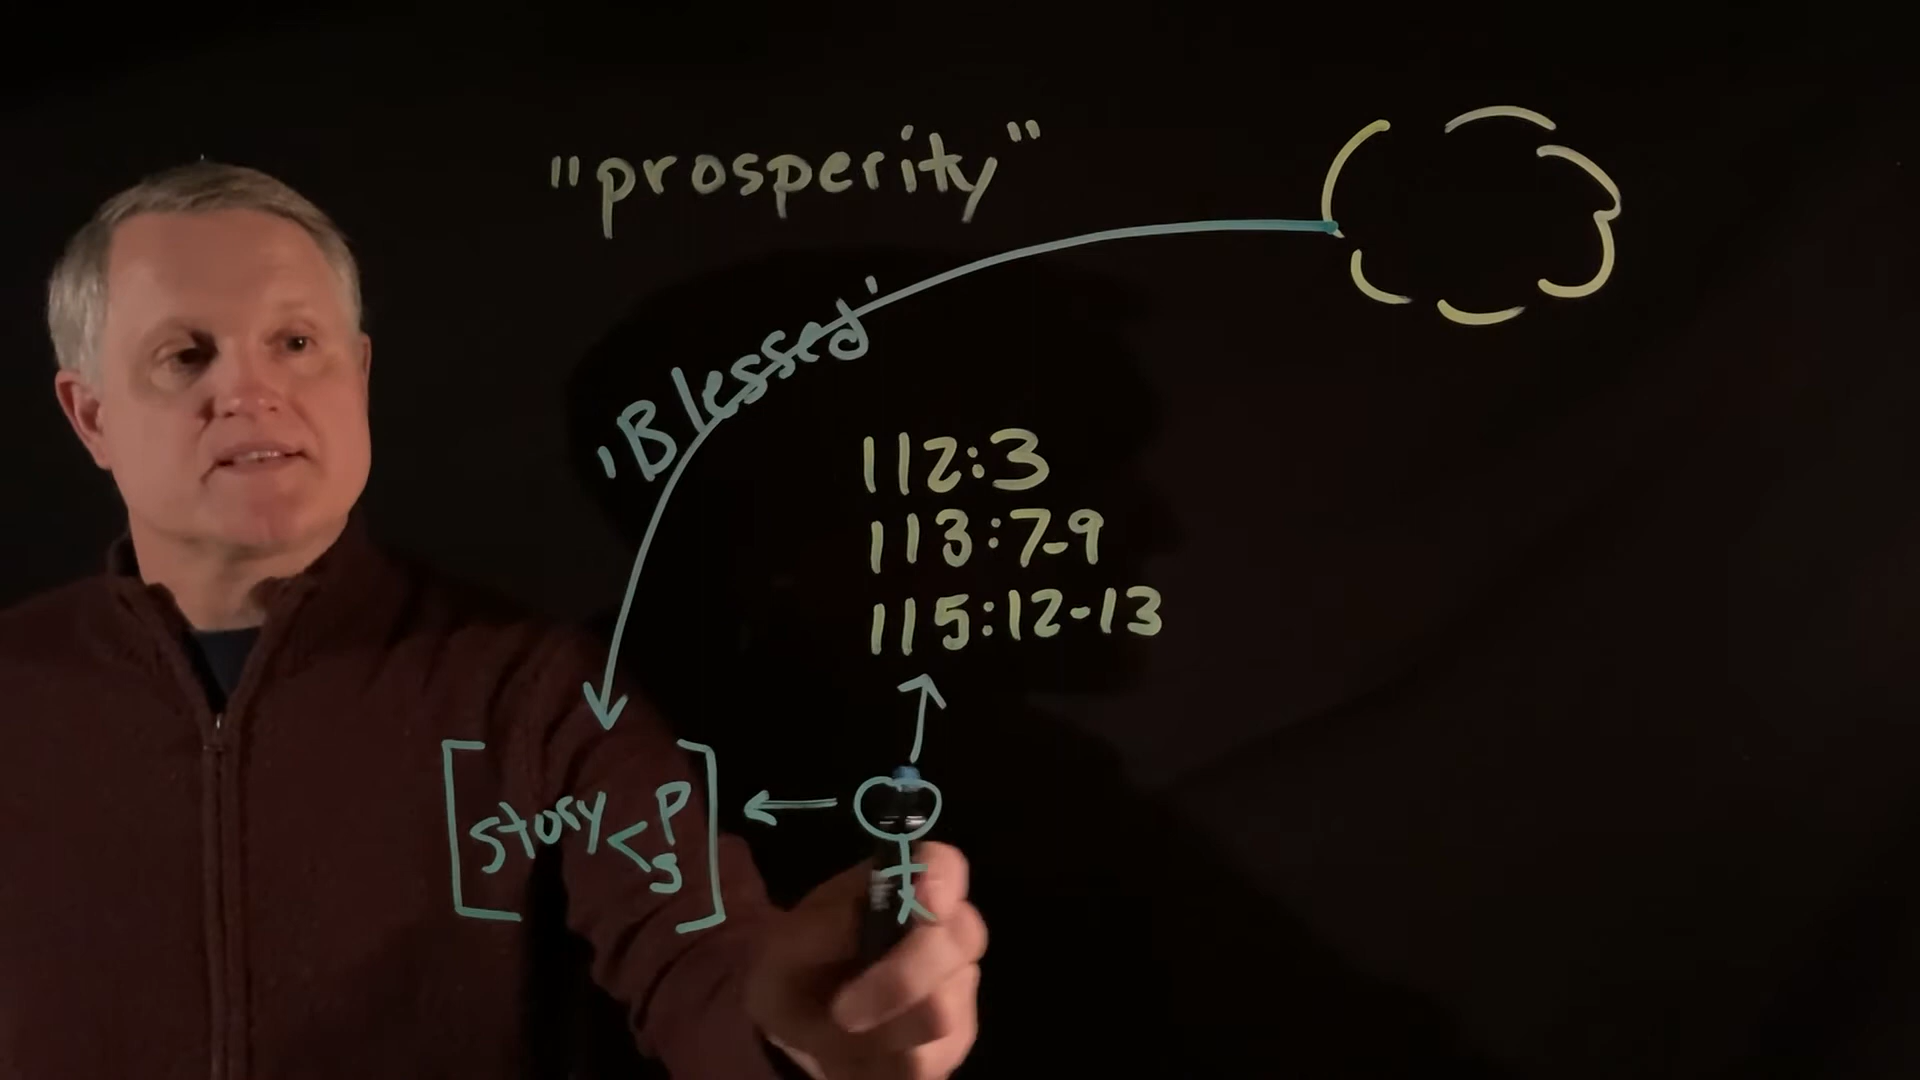 "prosperity"
"Blessed"
112:3
113:7-9
115:12-13
[story < p
s]